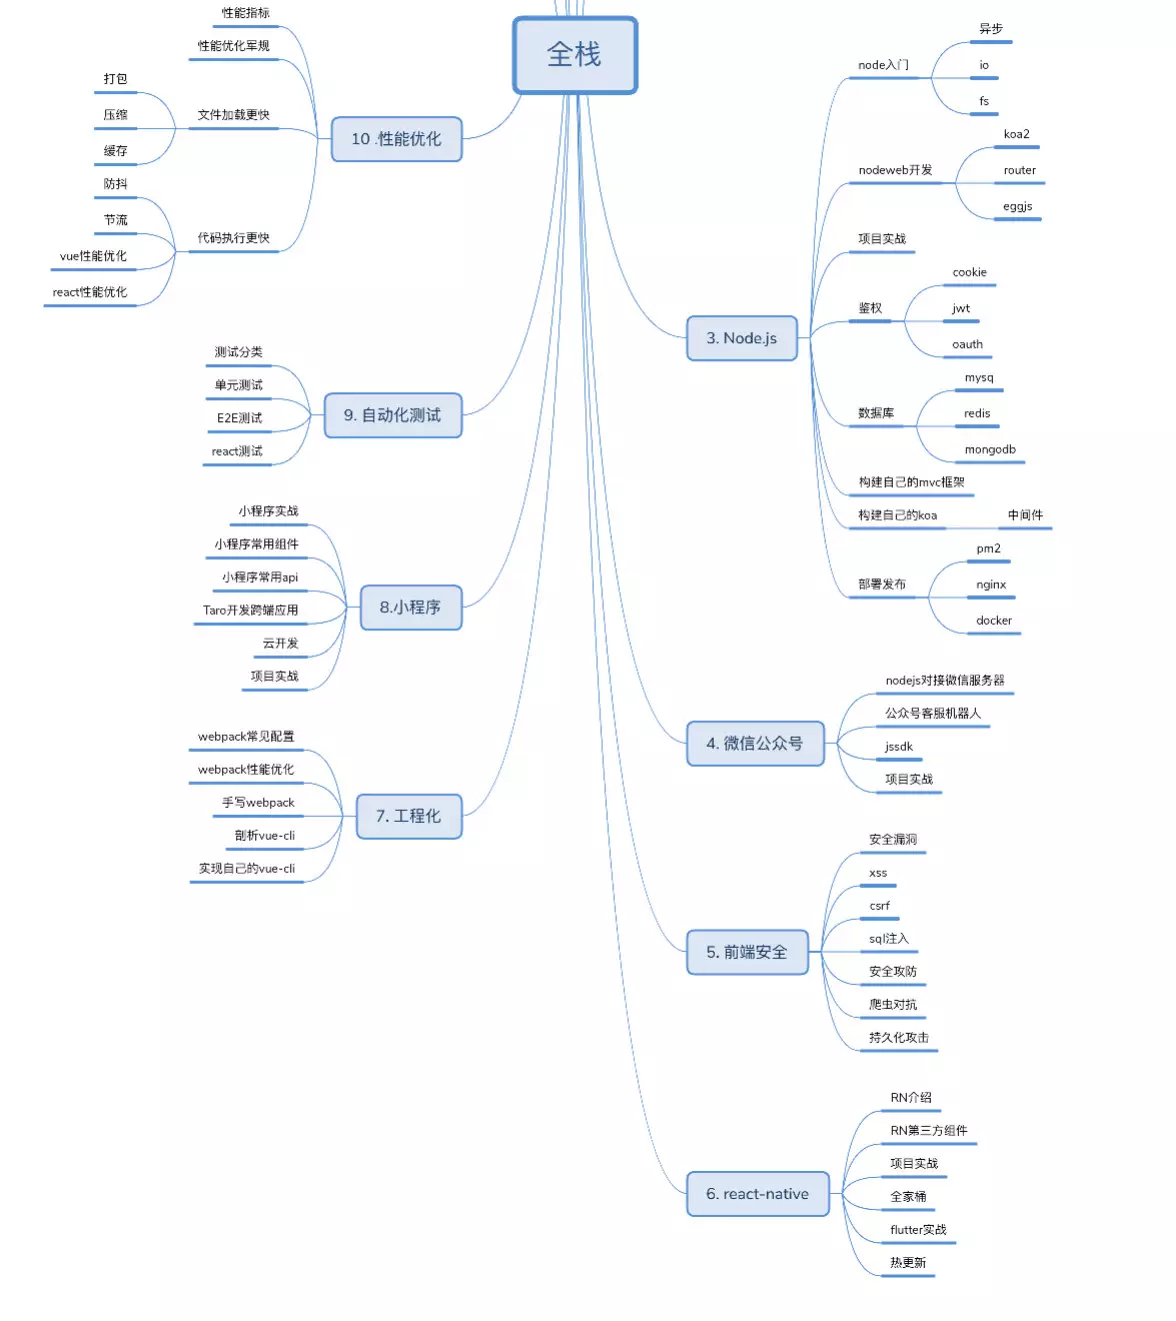 全栈
3. Node.js
node入门
异步
io
fs
nodeweb开发
koa2
router
eggjs
项目实战
鉴权
cookie
jwt
oauth
数据库
mysq
redis
mongodb
构建自己的mvc框架
构建自己的koa
中间件
部署发布
pm2
nginx
docker
4. 微信公众号
nodejs对接微信服务器
公众号客服机器人
jssdk
项目实战
5. 前端安全
安全漏洞
xss
csrf
sql注入
安全攻防
爬虫对抗
持久化攻击
6. react-native
RN介绍
RN第三方组件
项目实战
全家桶
flutter实战
热更新
7. 工程化
webpack常见配置
webpack性能优化
手写webpack
剖析vue-cli
实现自己的vue-cli
8.小程序
小程序实战
小程序常用组件
小程序常用api
Taro开发跨端应用
云开发
项目实战
9. 自动化测试
测试分类
单元测试
E2E测试
react测试
10 .性能优化
性能指标
性能优化军规
文件加载更快
打包
压缩
缓存
代码执行更快
防抖
节流
vue性能优化
react性能优化